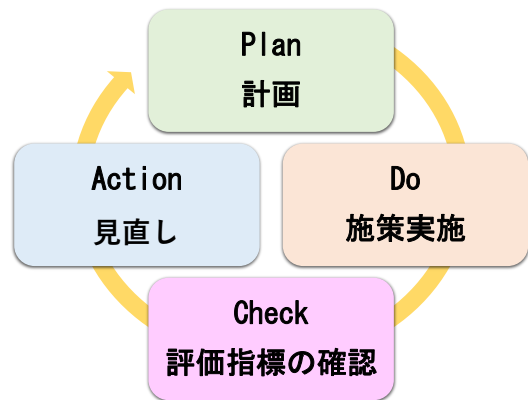 Plan
計画
Do
施策実施
Check
評価指標の確認
Action
見直し